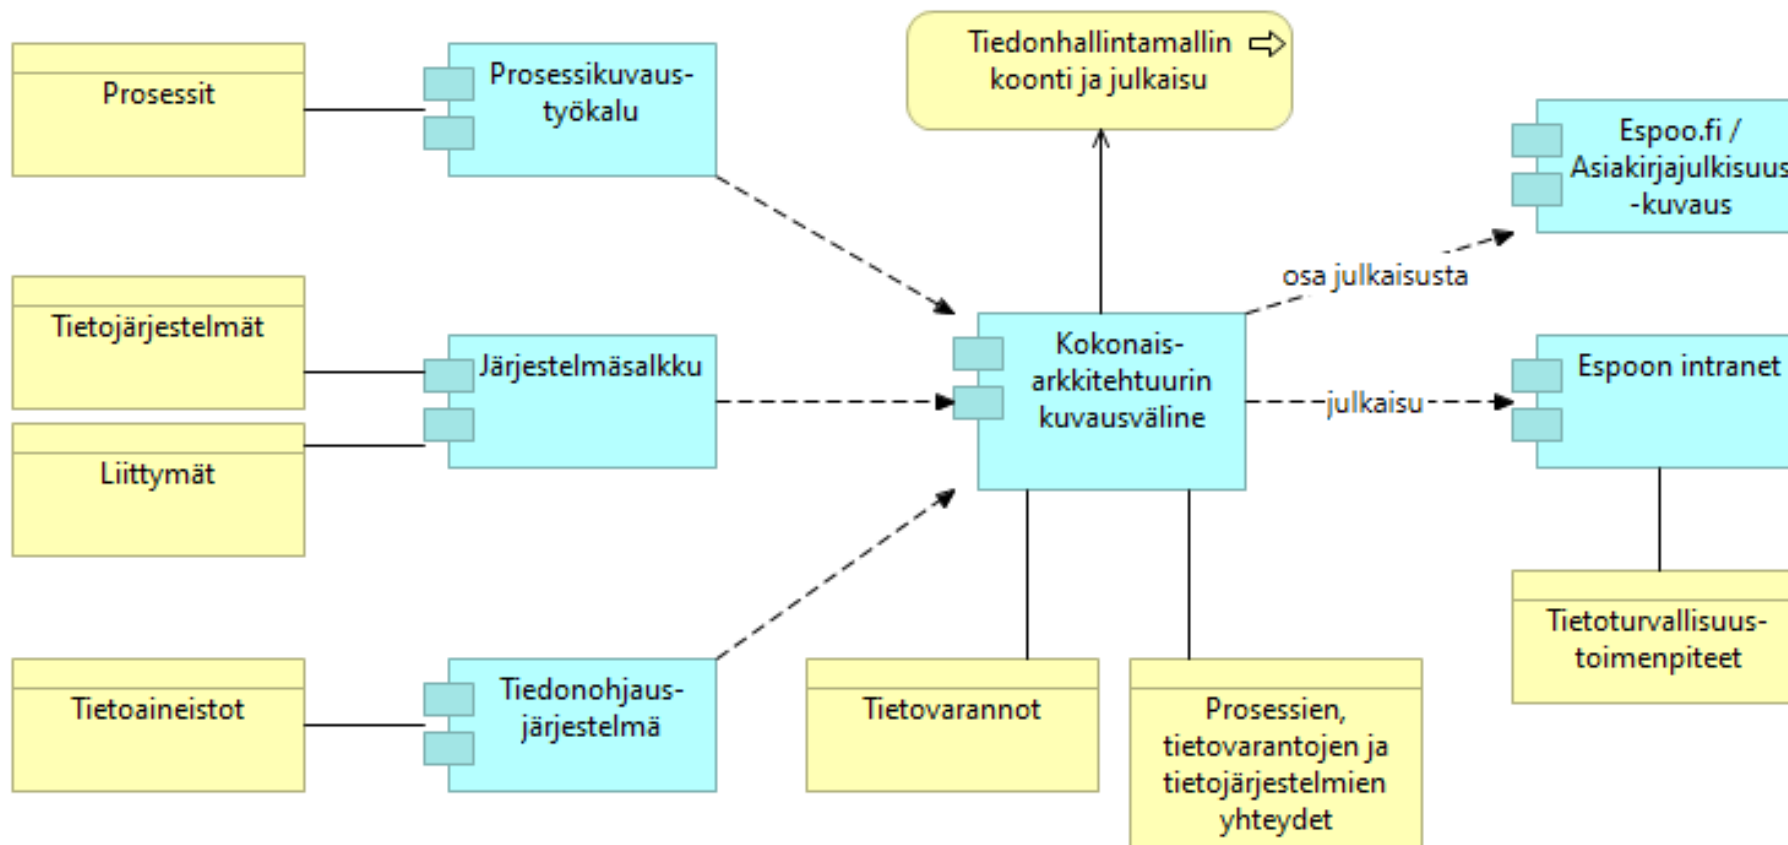 Prosessit
Prosessikuvaus-
työkalu
Tiedonhallintamallin
koonti ja julkaisu
Espoo.fi /
Asiakirjajulkisuus
-kuvaus
osa julkaisusta
Tietojärjestelmät
Liittymät
Järjestelmäsalkku
Kokonais-
arkkitehtuurin
kuvausväline
julkaisu
Espoon intranet
Tietoturvallisuus-
toimenpiteet
Tietoaineistot
Tiedonohjaus-
järjestelmä
Tietovarannot
Prosessien,
tietovarantojen ja
tietojärjestelmien
yhteydet